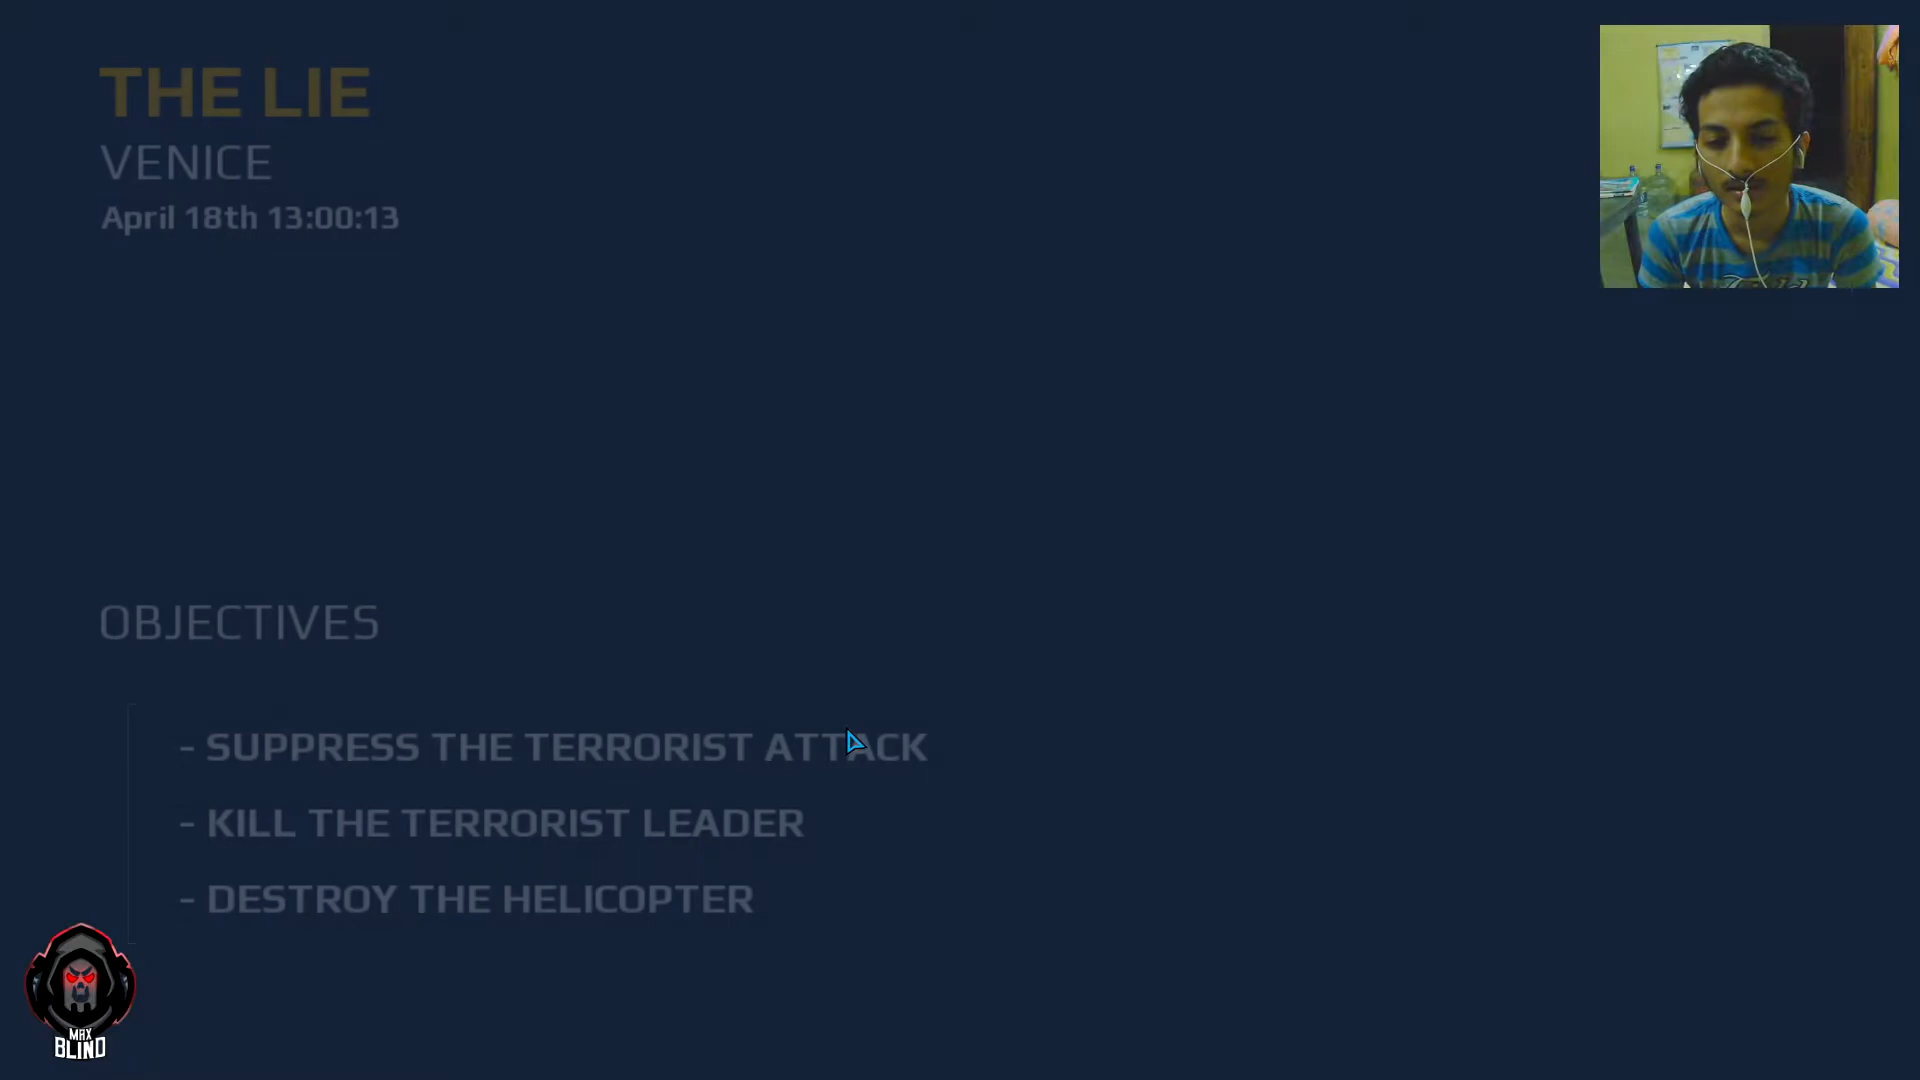 THE LIE
VENICE
April 18th 13:00:13
OBJECTIVES
- SUPPRESS THE TERRORIST ATTACK
- KILL THE TERRORIST LEADER
- DESTROY THE HELICOPTER
MAX
BLIND